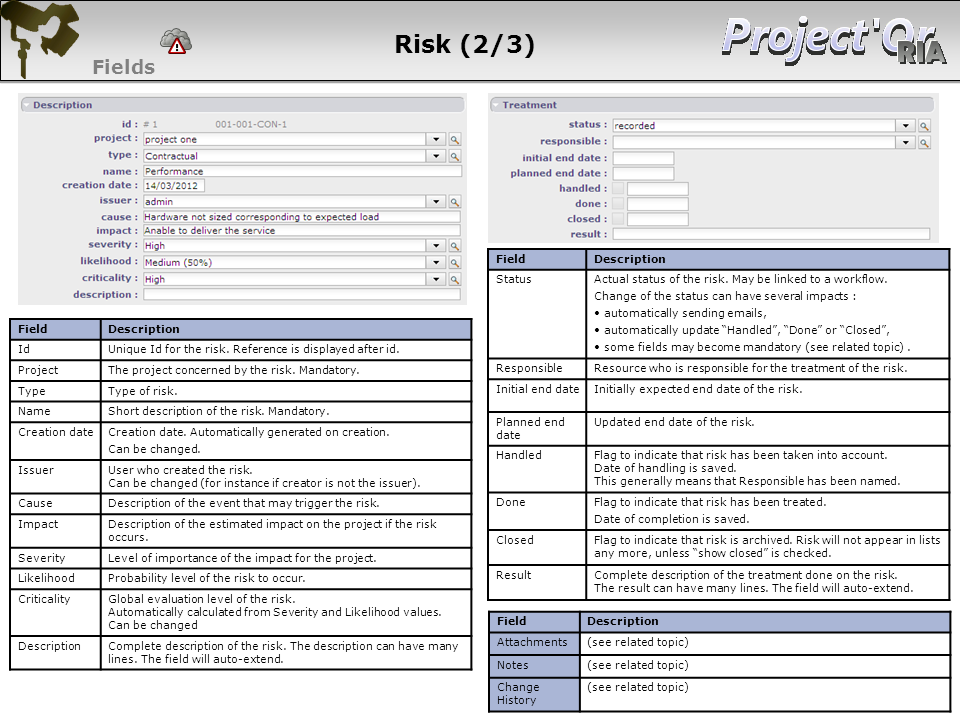 Risk (2/3)
Project'Or
RIA
Fields
Description
id : # 1 001-001-CON-1
project : project one
type : Contractual
name : Performance
creation date : 14/03/2012
issuer : admin
cause : Hardware not sized corresponding to expected load
impact : Anable to deliver the service
severity : High
likelihood : Medium (50%)
criticality : High
description :
Field Description
Id Unique Id for the risk. Reference is displayed after id.
Project The project concerned by the risk. Mandatory.
Type Type of risk.
Name Short description of the risk. Mandatory.
Creation date Creation date. Automatically generated on creation.
Can be changed.
Issuer User who created the risk.
Can be changed (for instance if creator is not the issuer).
Cause Description of the event that may trigger the risk.
Impact Description of the estimated impact on the project if the risk
occurs.
Severity Level of importance of the impact for the project.
Likelihood Probability level of the risk to occur.
Criticality Global evaluation level of the risk.
Automatically calculated from Severity and Likelihood values.
Can be changed
Description Complete description of the risk. The description can have many
lines. The field will auto-extend.
Treatment
status : recorded
responsible :
initial end date :
planned end date :
handled :
done :
closed :
result :
Field Description
Status Actual status of the risk. May be linked to a workflow.
Change of the status can have several impacts :
• automatically sending emails,
• automatically update “Handled”, “Done” or “Closed”,
• some fields may become mandatory (see related topic) .
Responsible Resource who is responsible for the treatment of the risk.
Initial end date Initially expected end date of the risk.
Planned end Updated end date of the risk.
date
Handled Flag to indicate that risk has been taken into account.
Date of handling is saved.
This generally means that Responsible has been named.
Done Flag to indicate that risk has been treated.
Date of completion is saved.
Closed Flag to indicate that risk is archived. Risk will not appear in lists
any more, unless “show closed” is checked.
Result Complete description of the treatment done on the risk.
The result can have many lines. The field will auto-extend.
Field Description
Attachments (see related topic)
Notes (see related topic)
Change (see related topic)
History